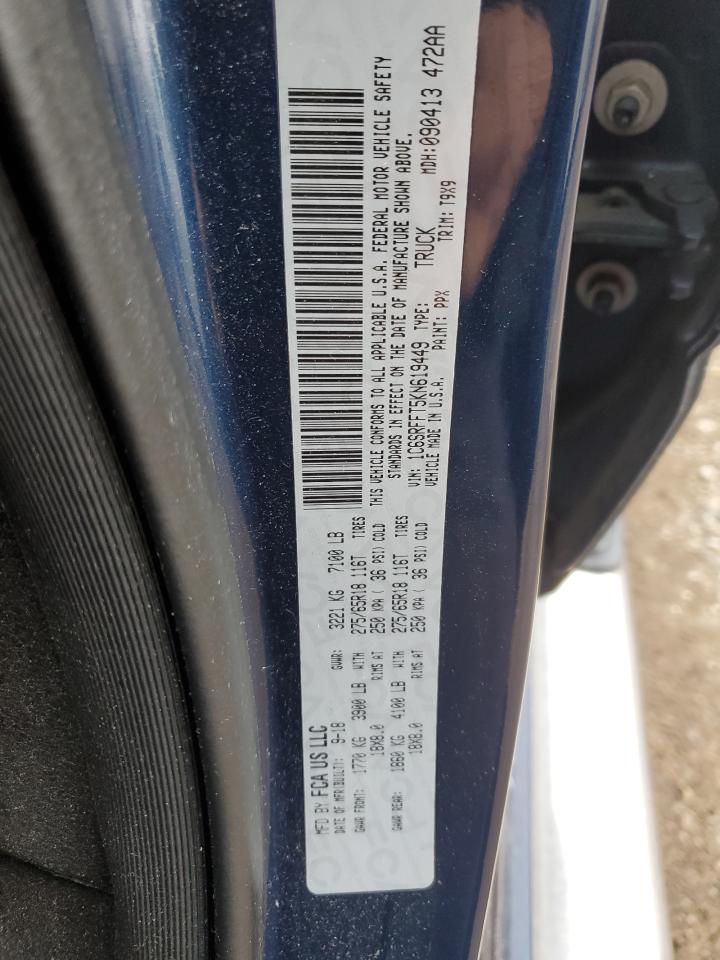 MFD BY FCA US LLC
DATE OF MFR(BUILT): 9-18 GVWR: 3221 KG 7100 LB
GAWR FRONT: 1770 KG 3900 LB WITH 275/65R18 116T TIRES
18X8.0 RIMS AT 250 KPA ( 36 PSI) COLD
GAWR REAR: 1860 KG 4100 LB WITH 275/65R18 116T TIRES
18X8.0 RIMS AT 250 KPA ( 36 PSI) COLD
THIS VEHICLE CONFORMS TO ALL APPLICABLE U.S.A. FEDERAL MOTOR VEHICLE SAFETY
STANDARDS IN EFFECT ON THE DATE OF MANUFACTURE SHOWN ABOVE.
VIN: 1C6SRFFT5KN619449 TYPE: TRUCK MDH:090413 472AA
VEHICLE MADE IN U.S.A. PAINT: PPX TRIM: T9X9